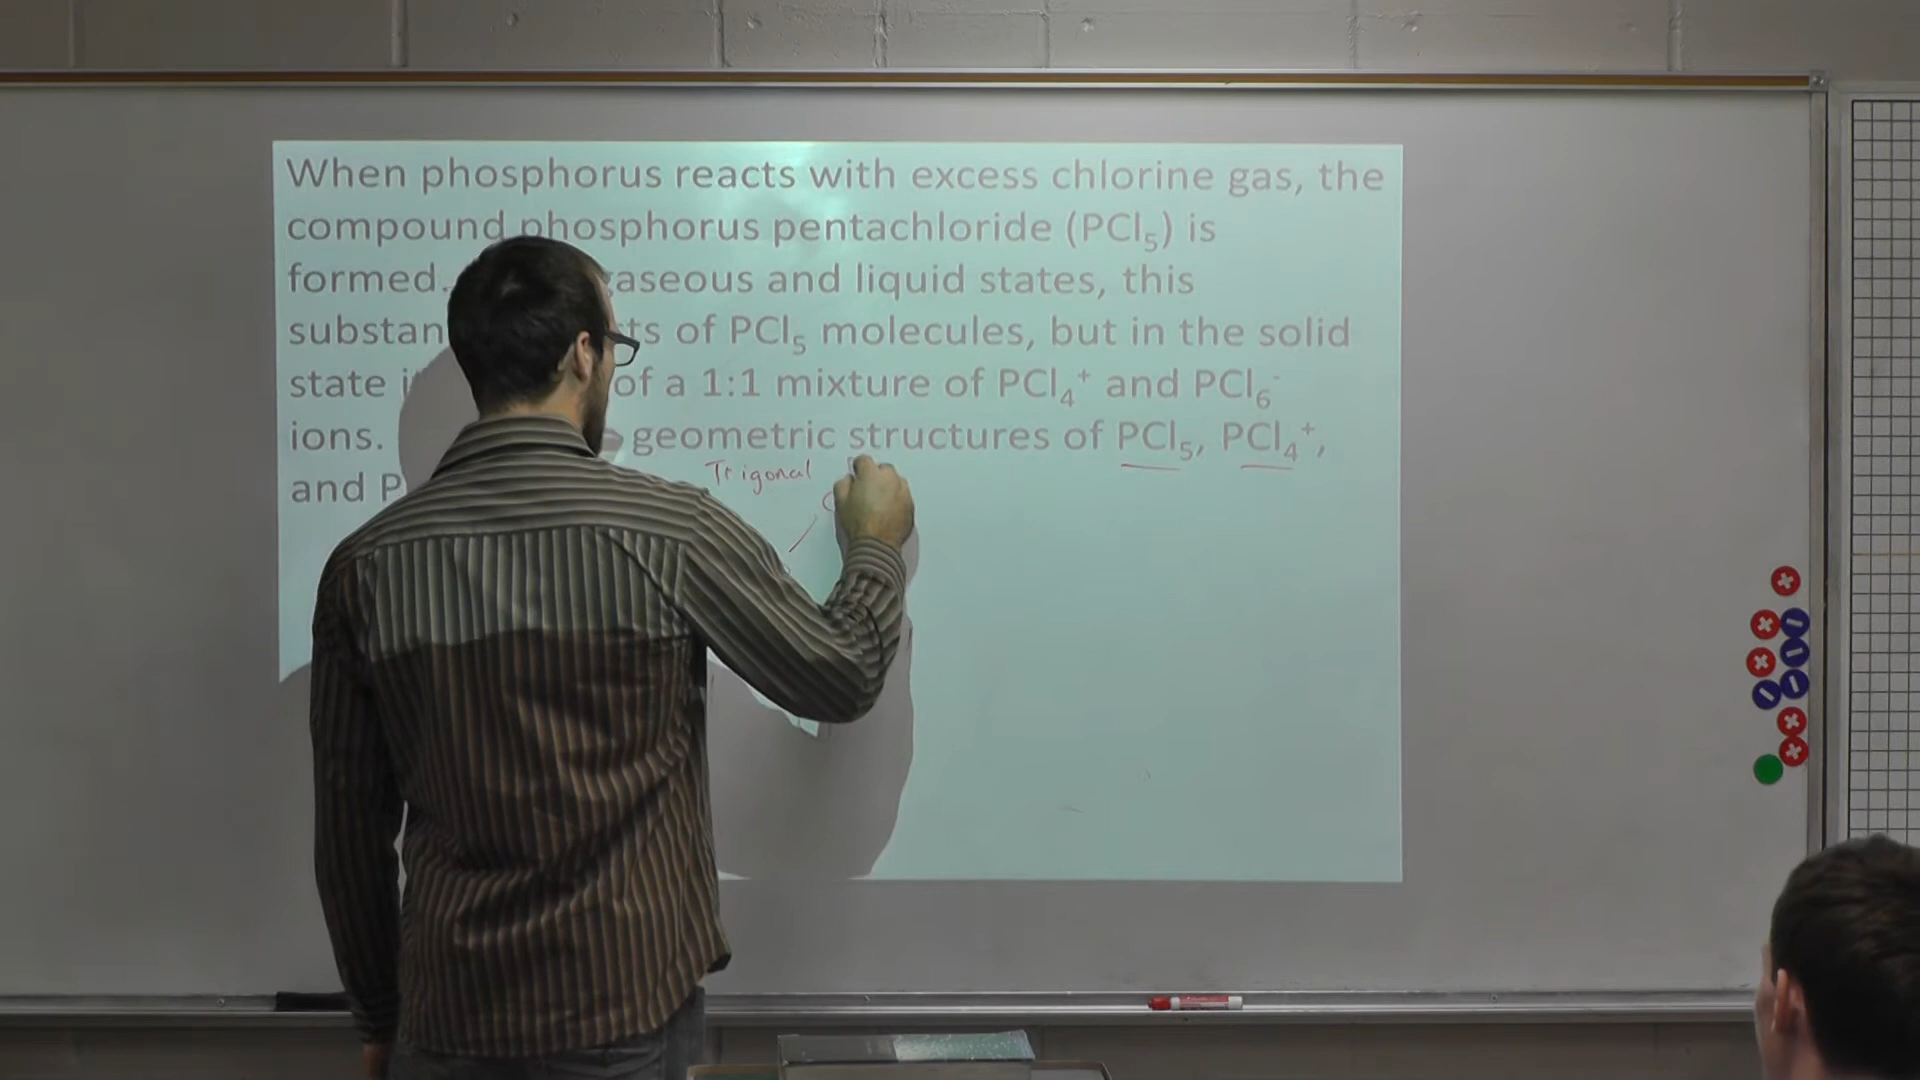 When phosphorus reacts with excess chlorine gas, the
compound phosphorus pentachloride (PCl₅) is
formed. gaseous and liquid states, this
of PCl₅ molecules, but in the solid
state of a 1:1 mixture of PCl₄⁺ and PCl₆⁻
ions. geometric structures of PCl₅, PCl₄⁺,
and
Trigonal